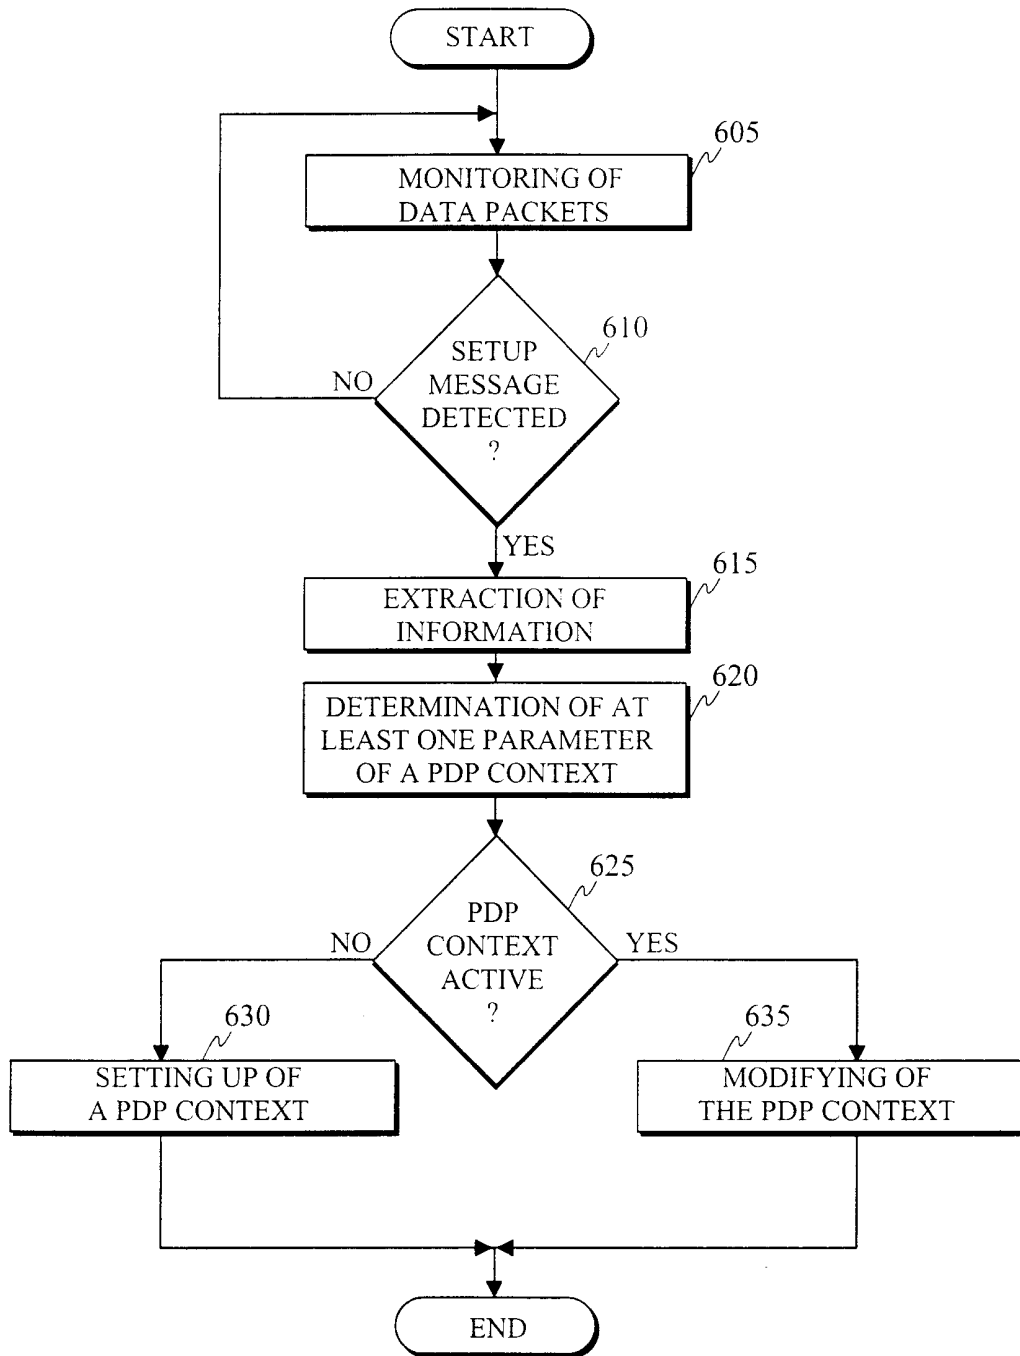 START
605
MONITORING OF
DATA PACKETS
610
SETUP
MESSAGE
DETECTED
?
NO
YES
615
EXTRACTION OF
INFORMATION
620
DETERMINATION OF AT
LEAST ONE PARAMETER
OF A PDP CONTEXT
625
PDP
CONTEXT
ACTIVE
?
NO
YES
630
SETTING UP OF
A PDP CONTEXT
635
MODIFYING OF
THE PDP CONTEXT
END